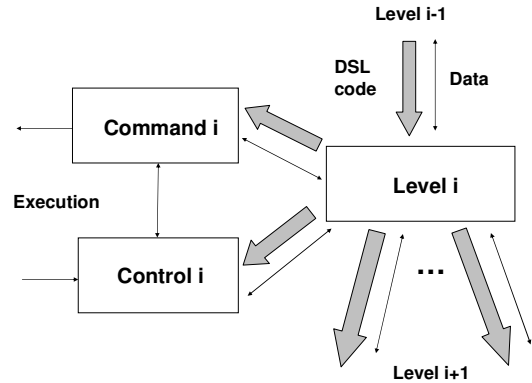 Level i-1
DSL
code
Data
Command i
Level i
Execution
Control i
...
Level i+1